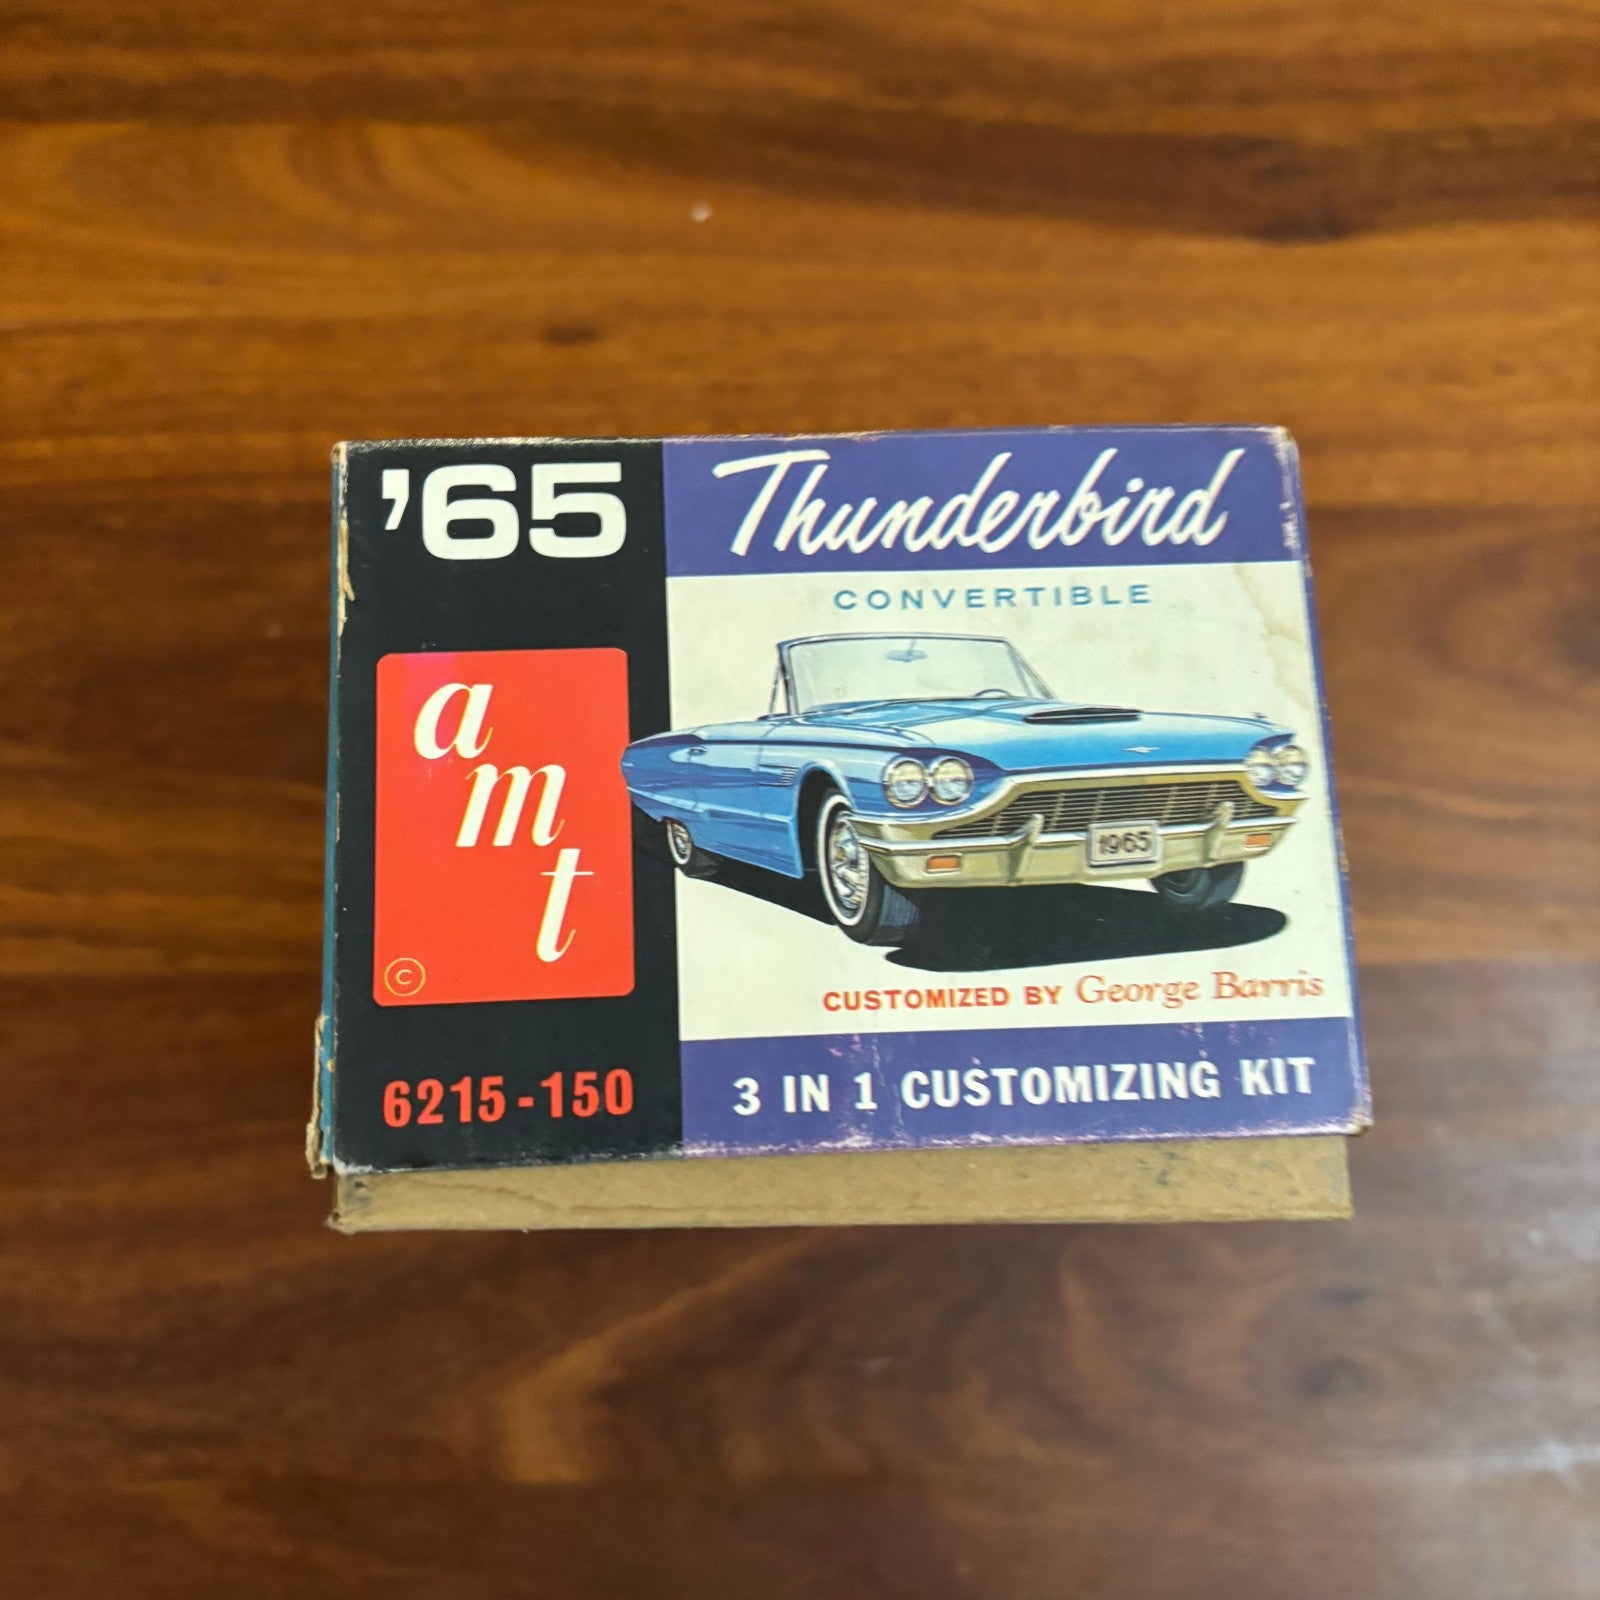 '65
Thunderbird
CONVERTIBLE
amt
©
1965
CUSTOMIZED BY George Barris
6215-150
3 IN 1 CUSTOMIZING KIT